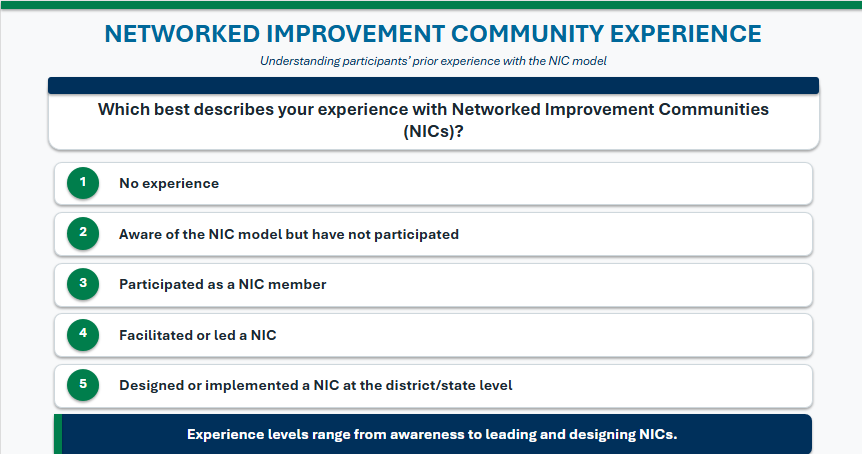 NETWORKED IMPROVEMENT COMMUNITY EXPERIENCE
Understanding participants' prior experience with the NIC model
Which best describes your experience with Networked Improvement Communities
(NICs)?
1 No experience
2 Aware of the NIC model but have not participated
3 Participated as a NIC member
4 Facilitated or led a NIC
5 Designed or implemented a NIC at the district/state level
Experience levels range from awareness to leading and designing NICs.